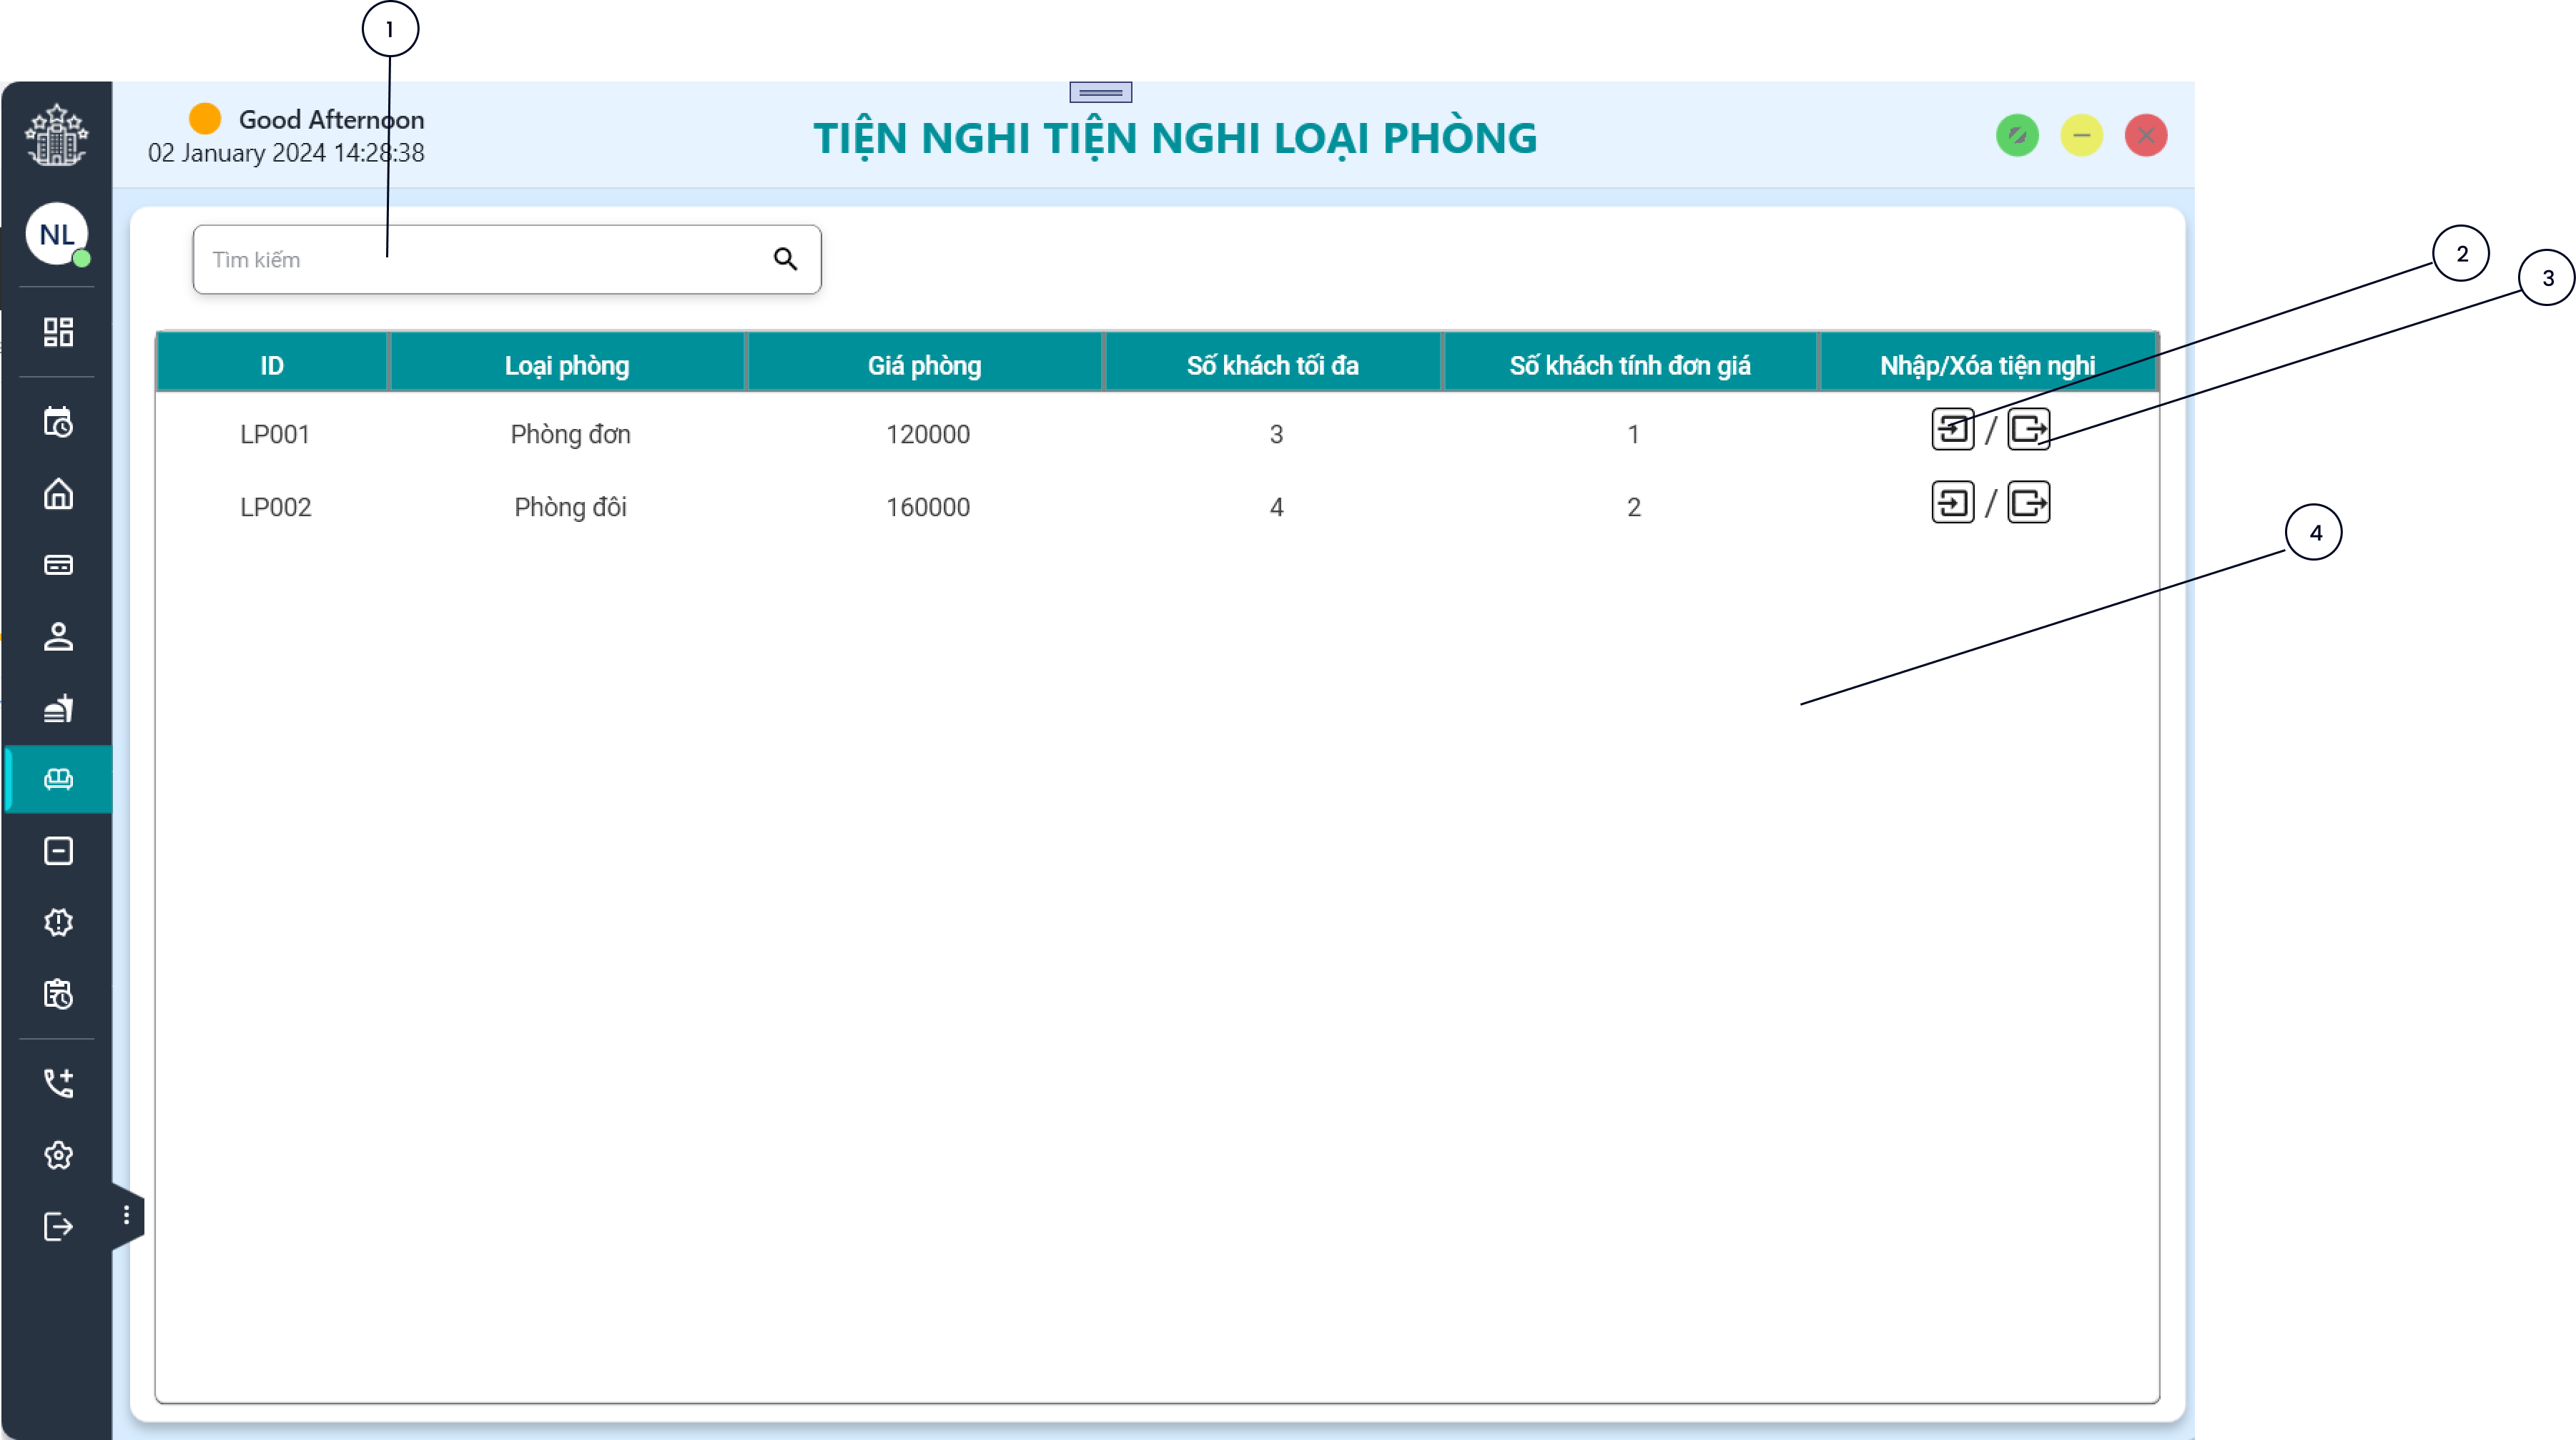 1
Good Afternoon
02 January 2024 14:28:38
TIỆN NGHI TIỆN NGHI LOẠI PHÒNG
NL
Tìm kiếm
2
3
ID Loại phòng Giá phòng Số khách tối đa Số khách tính đơn giá Nhập/Xóa tiện nghi
LP001 Phòng đơn 120000 3 1 /
LP002 Phòng đôi 160000 4 2 /
4